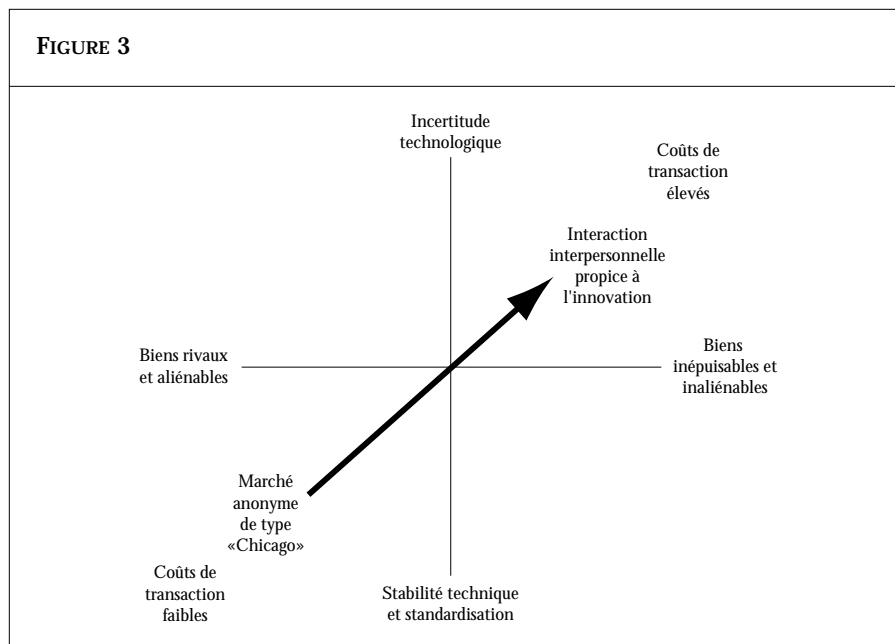 FIGURE 3
Incertitude
technologique
Coûts de
transaction
élevés
Interaction
interpersonnelle
propice à
l'innovation
Biens rivaux
et aliénables
Biens
inépuisables et
inaliénables
Marché
anonyme
de type
«Chicago»
Coûts de
transaction
faibles
Stabilité technique
et standardisation